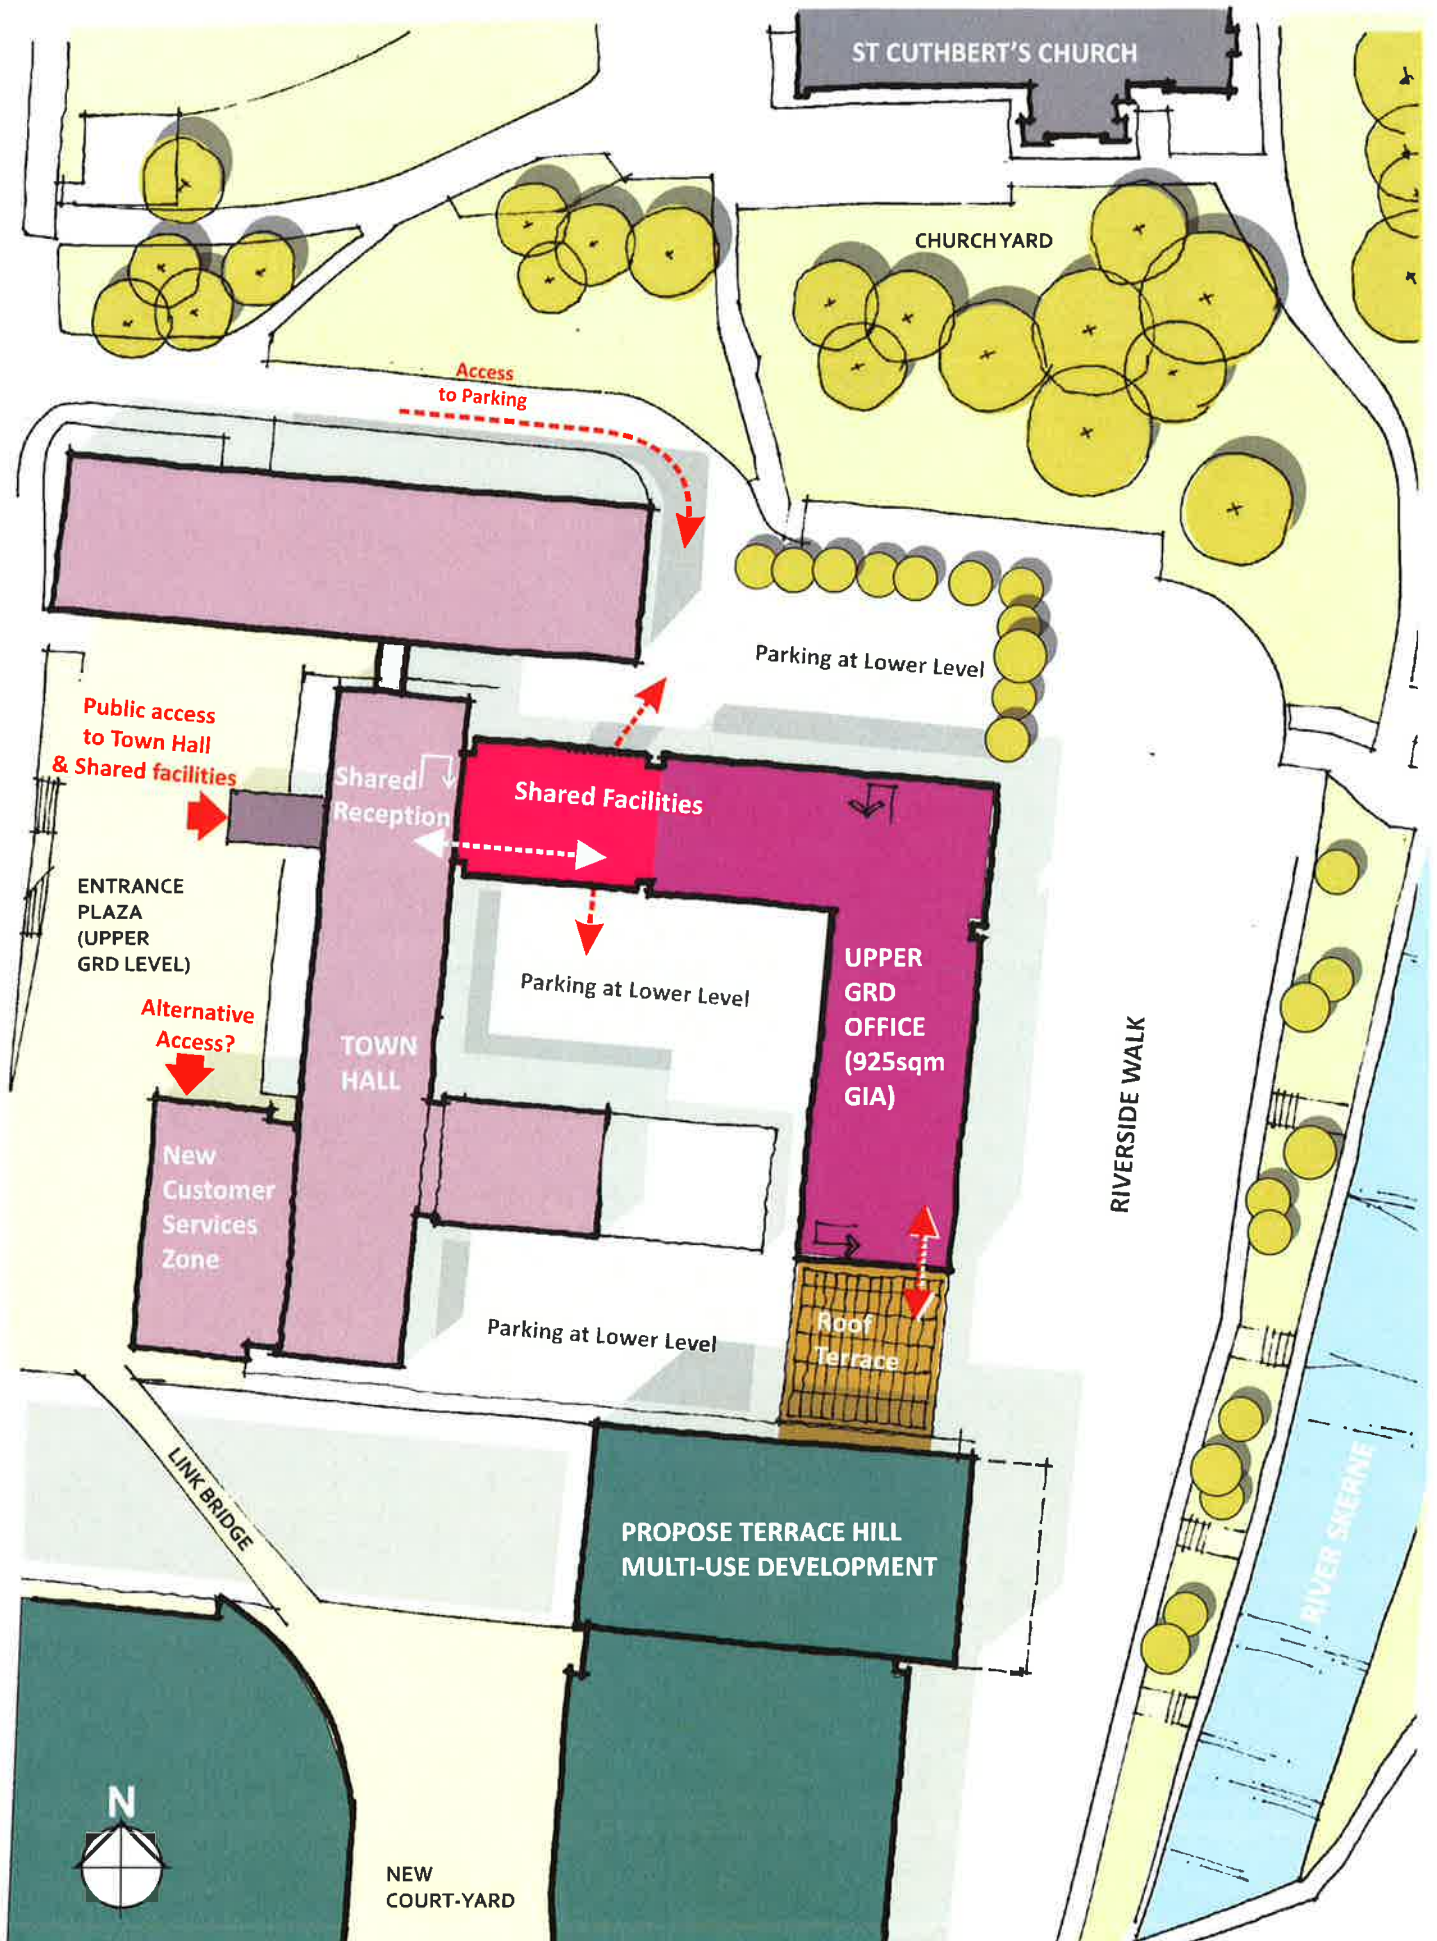 ST CUTHBERT'S CHURCH
CHURCHYARD
Access
to Parking
Parking at Lower Level
Public access
to Town Hall
& Shared facilities
Shared
Reception
Shared Facilities
ENTRANCE
PLAZA
(UPPER
GRD LEVEL)
Parking at Lower Level
UPPER
GRD
OFFICE
(925sqm
GIA)
Alternative
Access?
TOWN
HALL
RIVERSIDE WALK
New
Customer
Services
Zone
Parking at Lower Level
Roof
Terrace
LINK BRIDGE
PROPOSE TERRACE HILL
MULTI-USE DEVELOPMENT
RIVER SKERNE
N
NEW
COURT-YARD